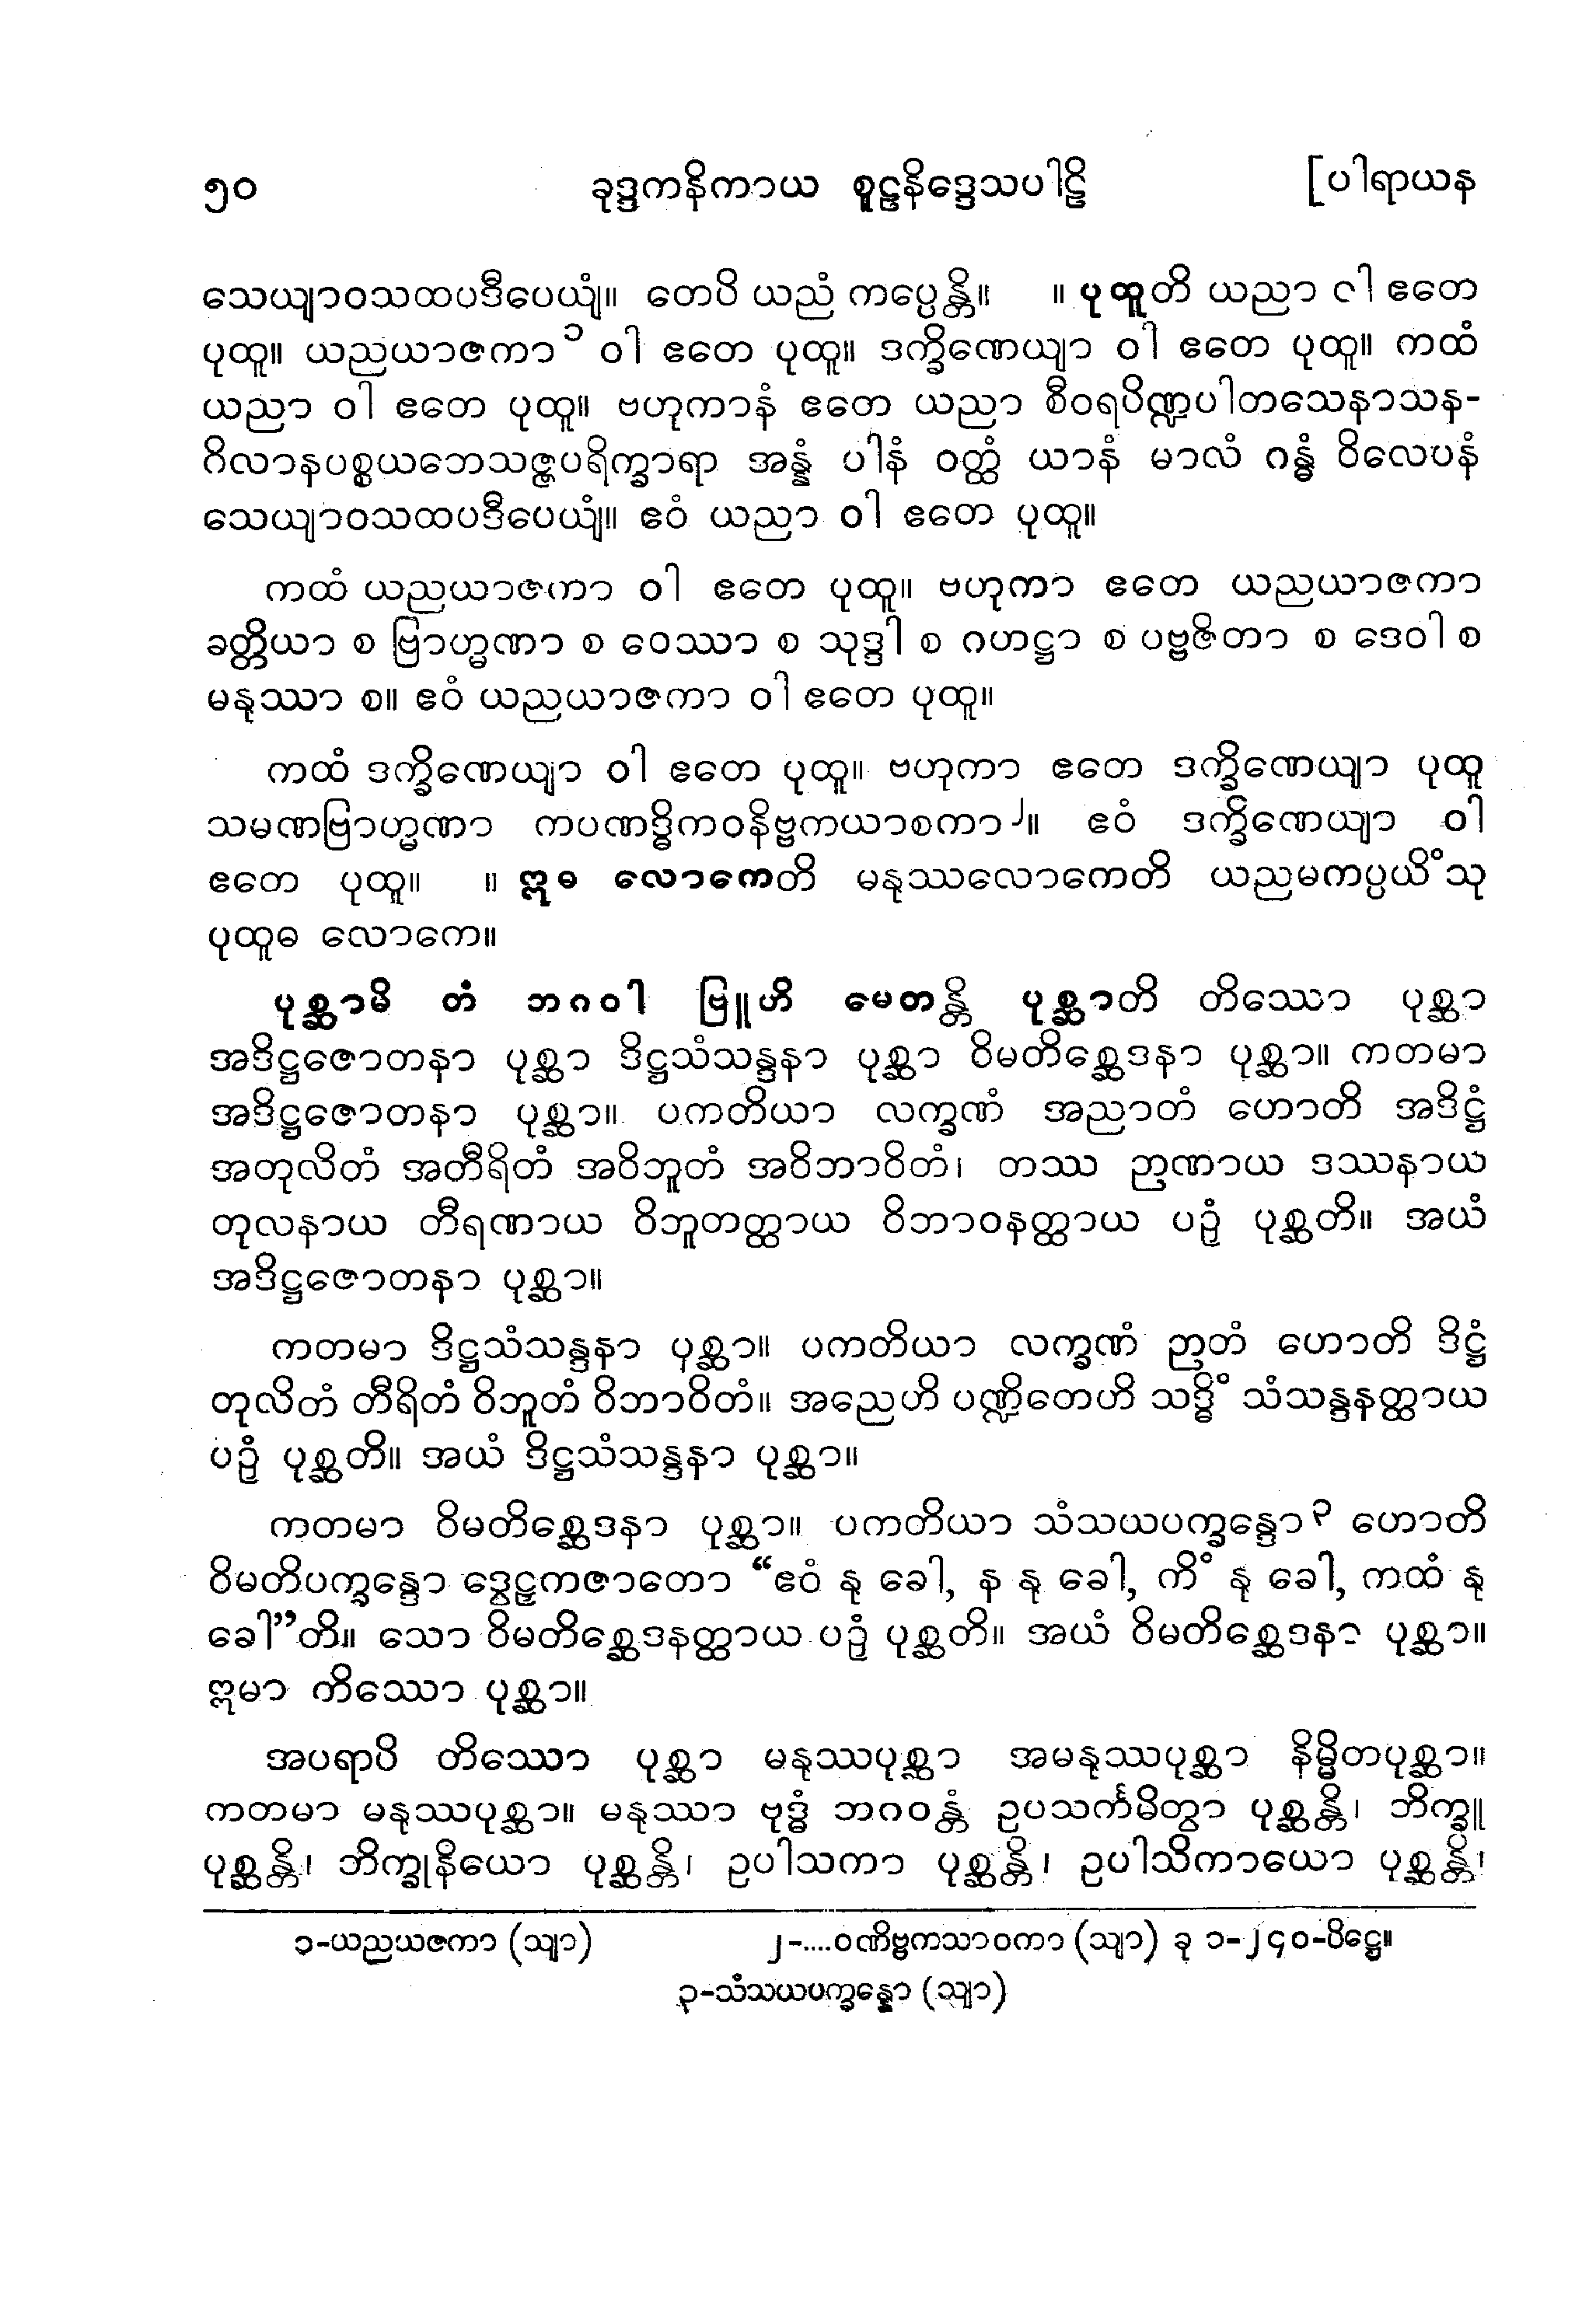 ၅၀ ခုဒ္ဒကနိကာယ စူဠနိဒ္ဒေသပါဠိ [ပါရာယန
သေယျာဝသထပဒီပေယျံ။ တေပိ ယညံ ကပ္ပေန္တိ။ ။ ပုထူတိ ယညာ ဝါ ဧတေ
ပုထူ။ ယညယာဇကာ၁ ဝါ ဧတေ ပုထူ။ ဒက္ခိဏေယျာ ဝါ ဧတေ ပုထူ။ ကထံ
ယညာ ဝါ ဧတေ ပုထူ။ ဗဟုကာနံ ဧတေ ယညာ စီဝရပိဏ္ဍပါတသေနာသန-
ဂိလာနပစ္စယဘေသဇ္ဇပရိက္ခာရာ အန္နံ ပါနံ ဝတ္ထံ ယာနံ မာလံ ဂန္ဓံ ဝိလေပနံ
သေယျာဝသထပဒီပေယျံ။ ဧဝံ ယညာ ဝါ ဧတေ ပုထူ။
ကထံ ယညယာဇကာ ဝါ ဧတေ ပုထူ။ ဗဟုကာ ဧတေ ယညယာဇကာ
ခတ္တိယာ စ ဗြာဟ္မဏာ စ ဝေဿာ စ သုဒ္ဒါ စ ဂဟဋ္ဌာ စ ပဗ္ဗဇိတာ စ ဒေဝါ စ
မနုဿာ စ။ ဧဝံ ယညယာဇကာ ဝါ ဧတေ ပုထူ။
ကထံ ဒက္ခိဏေယျာ ဝါ ဧတေ ပုထူ။ ဗဟုကာ ဧတေ ဒက္ခိဏေယျာ ပုထူ
သမဏဗြာဟ္မဏာ ကပဏဒ္ဓိကဝနိဗ္ဗကယာစကာ၂။ ဧဝံ ဒက္ခိဏေယျာ ဝါ
ဧတေ ပုထူ။ ။ ဣဓ လောကေတိ မနုဿလောကေတိ ယညမကပ္ပယိံသု
ပုထူဓ လောကေ။
ပုစ္ဆာမိ တံ ဘဂဝါ ဗြူဟိ မေတန္တိ ပုစ္ဆာတိ တိဿော ပုစ္ဆာ
အဒိဋ္ဌဇောတနာ ပုစ္ဆာ ဒိဋ္ဌသံသန္ဒနာ ပုစ္ဆာ ဝိမတိစ္ဆေဒနာ ပုစ္ဆာ။ ကတမာ
အဒိဋ္ဌဇောတနာ ပုစ္ဆာ။ ပကတိယာ လက္ခဏံ အညာတံ ဟောတိ အဒိဋ္ဌံ
အတုလိတံ အတီရိတံ အဝိဘူတံ အဝိဘာဝိတံ၊ တဿ ဉာဏာယ ဒဿနာယ
တုလနာယ တီရဏာယ ဝိဘူတတ္ထာယ ဝိဘာဝနတ္ထာယ ပဉှံ ပုစ္ဆတိ။ အယံ
အဒိဋ္ဌဇောတနာ ပုစ္ဆာ။
ကတမာ ဒိဋ္ဌသံသန္ဒနာ ပုစ္ဆာ။ ပကတိယာ လက္ခဏံ ဉာတံ ဟောတိ ဒိဋ္ဌံ
တုလိတံ တီရိတံ ဝိဘူတံ ဝိဘာဝိတံ။ အညေဟိ ပဏ္ဍိတေဟိ သဒ္ဓိံ သံသန္ဒနတ္ထာယ
ပဉှံ ပုစ္ဆတိ။ အယံ ဒိဋ္ဌသံသန္ဒနာ ပုစ္ဆာ။
ကတမာ ဝိမတိစ္ဆေဒနာ ပုစ္ဆာ။ ပကတိယာ သံသယပက္ခန္ဒော၃ ဟောတိ
ဝိမတိပက္ခန္ဒော ဒွေဠှကဇာတော “ဧဝံ နု ခေါ, န နု ခေါ, ကိံ နု ခေါ, ကထံ နု
ခေါ”တိ။ သော ဝိမတိစ္ဆေဒနတ္ထာယ ပဉှံ ပုစ္ဆတိ။ အယံ ဝိမတိစ္ဆေဒနာ ပုစ္ဆာ။
ဣမာ တိဿော ပုစ္ဆာ။
အပရာပိ တိဿော ပုစ္ဆာ မနုဿပုစ္ဆာ အမနုဿပုစ္ဆာ နိမ္မိတပုစ္ဆာ။
ကတမာ မနုဿပုစ္ဆာ။ မနုဿာ ဗုဒ္ဓံ ဘဂဝန္တံ ဥပသင်္ကမိတွာ ပုစ္ဆန္တိ၊ ဘိက္ခူ
ပုစ္ဆန္တိ၊ ဘိက္ခုနိယော ပုစ္ဆန္တိ၊ ဥပါသကာ ပုစ္ဆန္တိ၊ ဥပါသိကာယော ပုစ္ဆန္တိ၊
၁-ယညယဇကာ (သျာ) ၂-....ဝဏိဗ္ဗကသာဝကာ (သျာ) ခု ၁-၂၄၀-ပိဋ္ဌေ။
၃-သံသယပက္ခန္နော (သျာ)